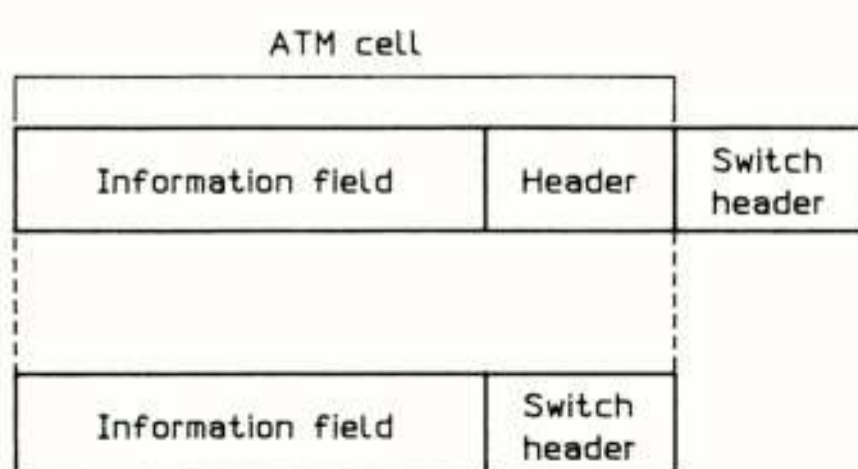 ATM cell
Information field
Header
Switch
header
Information field
Switch
header